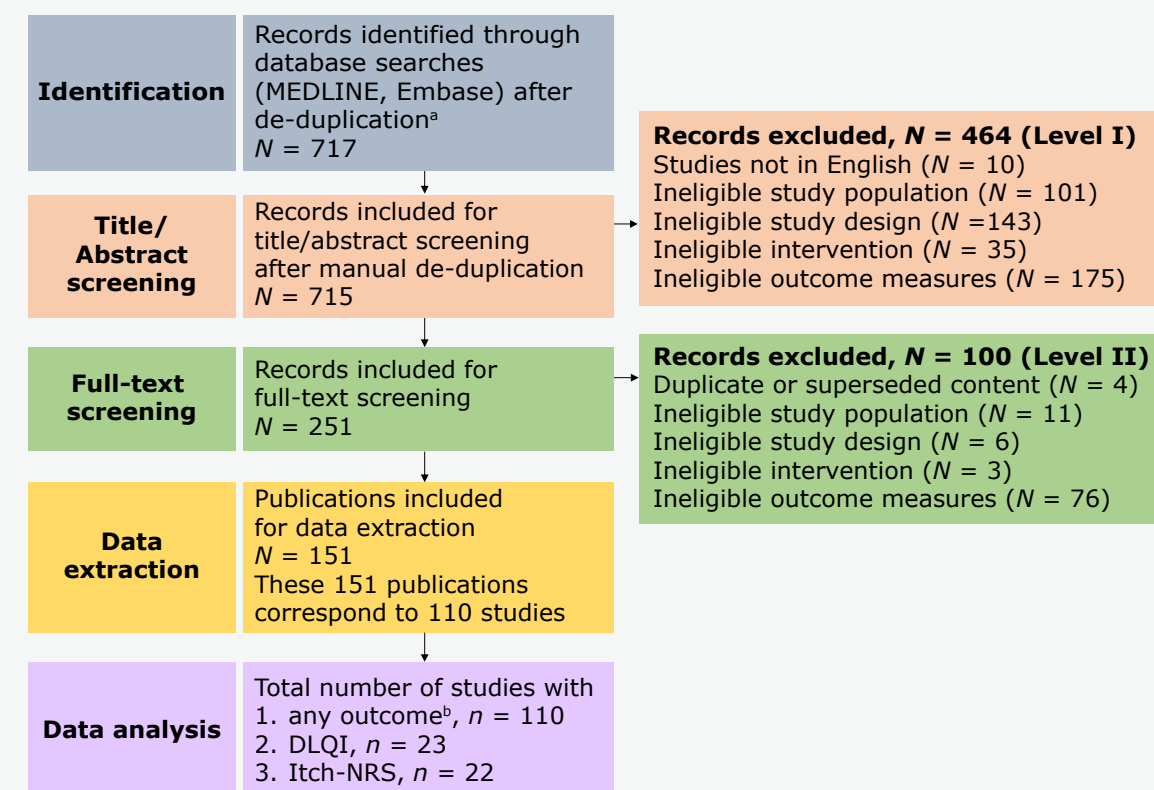 Identification
Records identified through
database searches
(MEDLINE, Embase) after
de-duplicationᵃ
N = 717
Title/
Abstract
screening
Records included for
title/abstract screening
after manual de-duplication
N = 715
Records excluded, N = 464 (Level I)
Studies not in English (N = 10)
Ineligible study population (N = 101)
Ineligible study design (N =143)
Ineligible intervention (N = 35)
Ineligible outcome measures (N = 175)
Full-text
screening
Records included for
full-text screening
N = 251
Records excluded, N = 100 (Level II)
Duplicate or superseded content (N = 4)
Ineligible study population (N = 11)
Ineligible study design (N = 6)
Ineligible intervention (N = 3)
Ineligible outcome measures (N = 76)
Data
extraction
Publications included
for data extraction
N = 151
These 151 publications
correspond to 110 studies
Data analysis
Total number of studies with
1. any outcomeᵇ, n = 110
2. DLQI, n = 23
3. Itch-NRS, n = 22